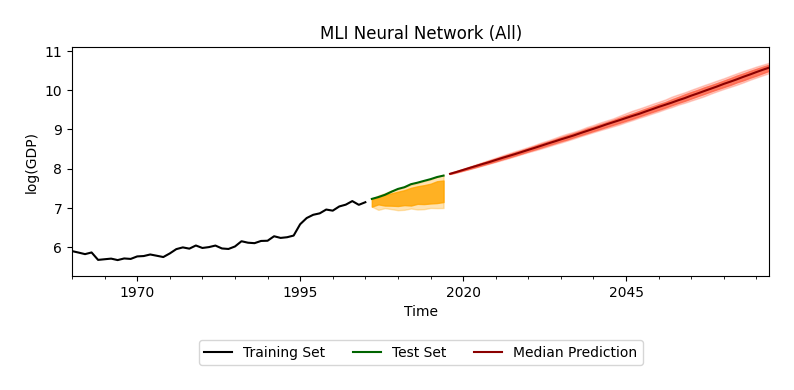 MLI Neural Network (All)
11
10
9
8
7
6
log(GDP)
1970 1995 2020 2045
Time
Training Set Test Set Median Prediction